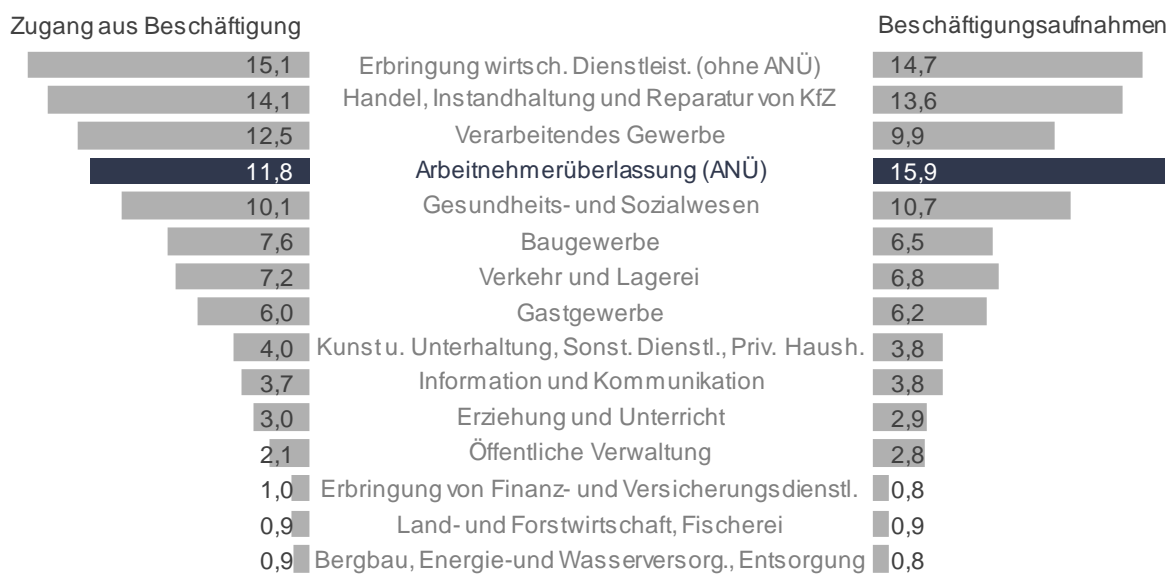 Zugang aus Beschäftigung Beschäftigungsaufnahmen
15,1 Erbringung wirtsch. Dienstleist. (ohne ANÜ) 14,7
14,1 Handel, Instandhaltung und Reparatur von KfZ 13,6
12,5 Verarbeitendes Gewerbe 9,9
11,8 Arbeitnehmerüberlassung (ANÜ) 15,9
10,1 Gesundheits- und Sozialwesen 10,7
7,6 Baugewerbe 6,5
7,2 Verkehr und Lagerei 6,8
6,0 Gastgewerbe 6,2
4,0 Kunst u. Unterhaltung, Sonst. Dienstl., Priv. Haush. 3,8
3,7 Information und Kommunikation 3,8
3,0 Erziehung und Unterricht 2,9
2,1 Öffentliche Verwaltung 2,8
1,0 Erbringung von Finanz- und Versicherungsdienstl. 0,8
0,9 Land- und Forstwirtschaft, Fischerei 0,9
0,9 Bergbau, Energie-und Wasserversorg., Entsorgung 0,8